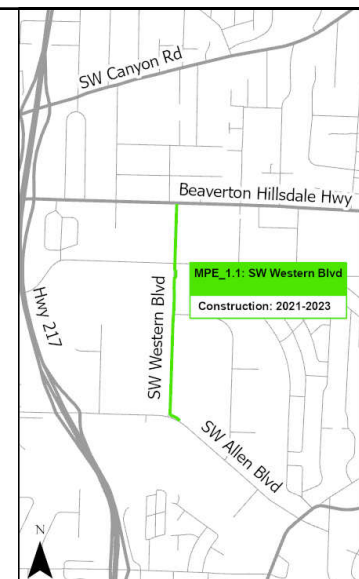 SW Canyon Rd
Beaverton Hillsdale Hwy
MPE_1.1: SW Western Blvd
Construction: 2021-2023
Hwy 217
SW Western Blvd
SW Allen Blvd
N